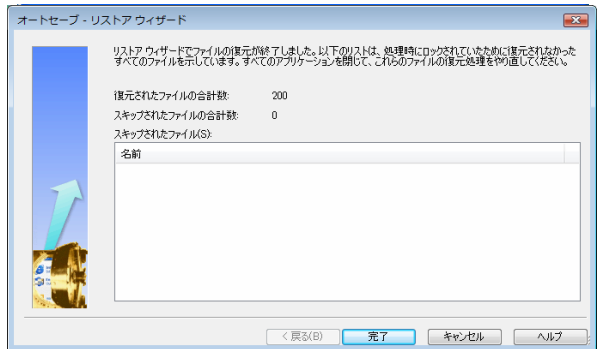 オートセーブ - リストア ウィザード
リストア ウィザードでファイルの復元が終了しました。以下のリストは、処理時にロックされていたために復元されなかった
すべてのファイルを示しています。すべてのアプリケーションを閉じて、これらのファイルの復元処理をやり直してください。
復元されたファイルの合計数: 200
スキップされたファイルの合計数: 0
スキップされたファイル(S):
名前
< 戻る(B) 完了 キャンセル ヘルプ